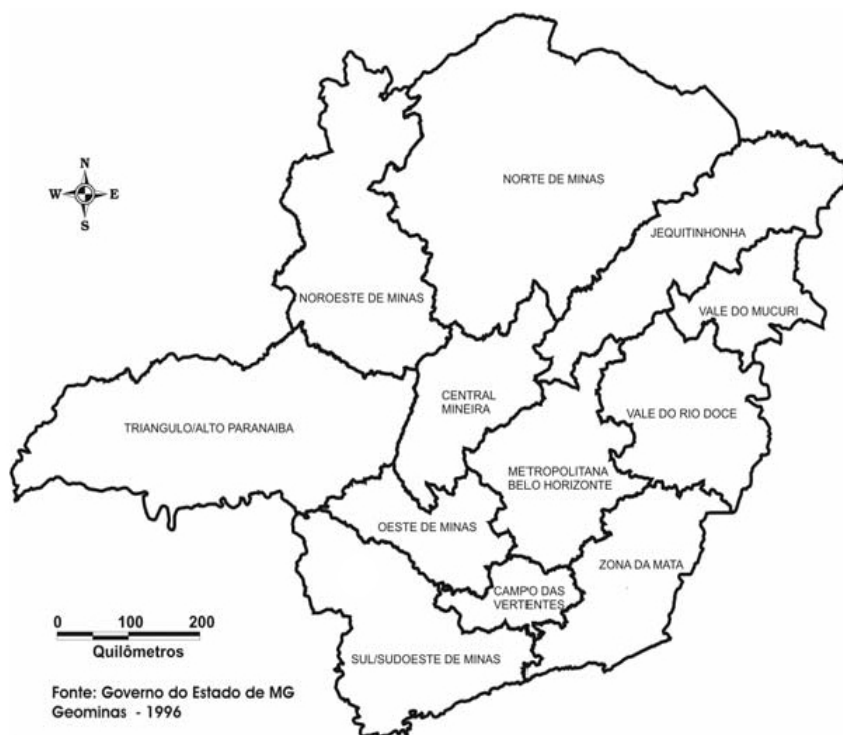 N
W E
S
NORTE DE MINAS
JEQUITINHONHA
NOROESTE DE MINAS
VALE DO MUCURI
CENTRAL
MINEIRA
TRIANGULO/ALTO PARANAIBA
VALE DO RIO DOCE
METROPOLITANA
BELO HORIZONTE
OESTE DE MINAS
ZONA DA MATA
CAMPO DAS
VERTENTES
SUL/SUDOESTE DE MINAS
0 100 200
Quilômetros
Fonte: Governo do Estado de MG
Geominas - 1996